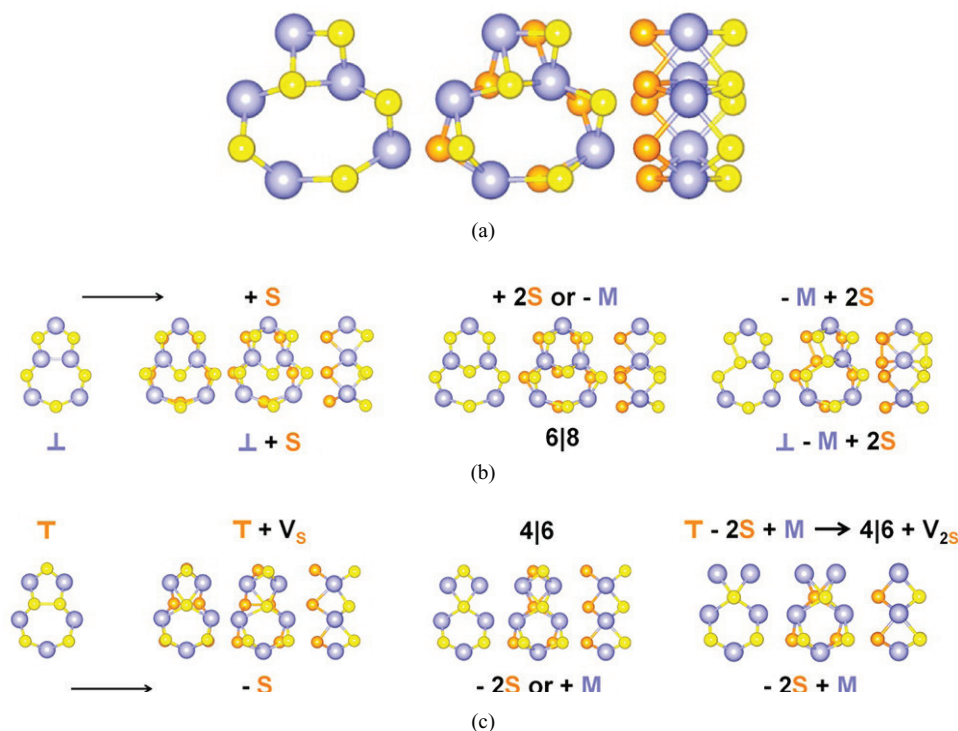 (a)
+ S + 2S or - M - M + 2S
⊥ ⊥ + S 6|8 ⊥ - M + 2S
(b)
⊤ ⊤ + V_S 4|6 ⊤ - 2S + M ⟶ 4|6 + V_2S
- S - 2S or + M - 2S + M
(c)